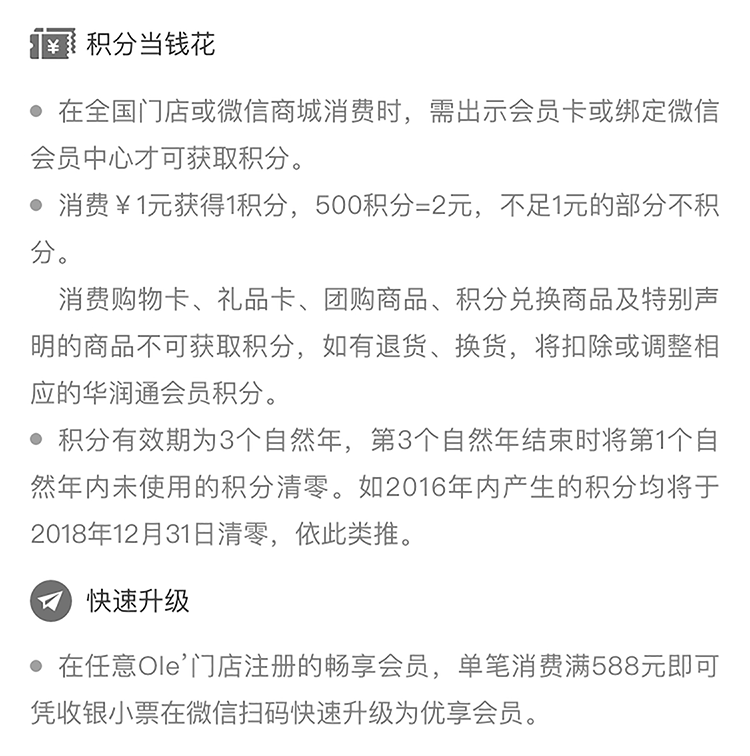 ¥ 积分当钱花
● 在全国门店或微信商城消费时，需出示会员卡或绑定微信
会员中心才可获取积分。
● 消费￥1元获得1积分，500积分=2元，不足1元的部分不积
分。
消费购物卡、礼品卡、团购商品、积分兑换商品及特别声
明的商品不可获取积分，如有退货、换货，将扣除或调整相
应的华润通会员积分。
● 积分有效期为3个自然年，第3个自然年结束时将第1个自
然年内未使用的积分清零。如2016年内产生的积分均将于
2018年12月31日清零，依此类推。
快速升级
● 在任意Ole’门店注册的畅享会员，单笔消费满588元即可
凭收银小票在微信扫码快速升级为优享会员。